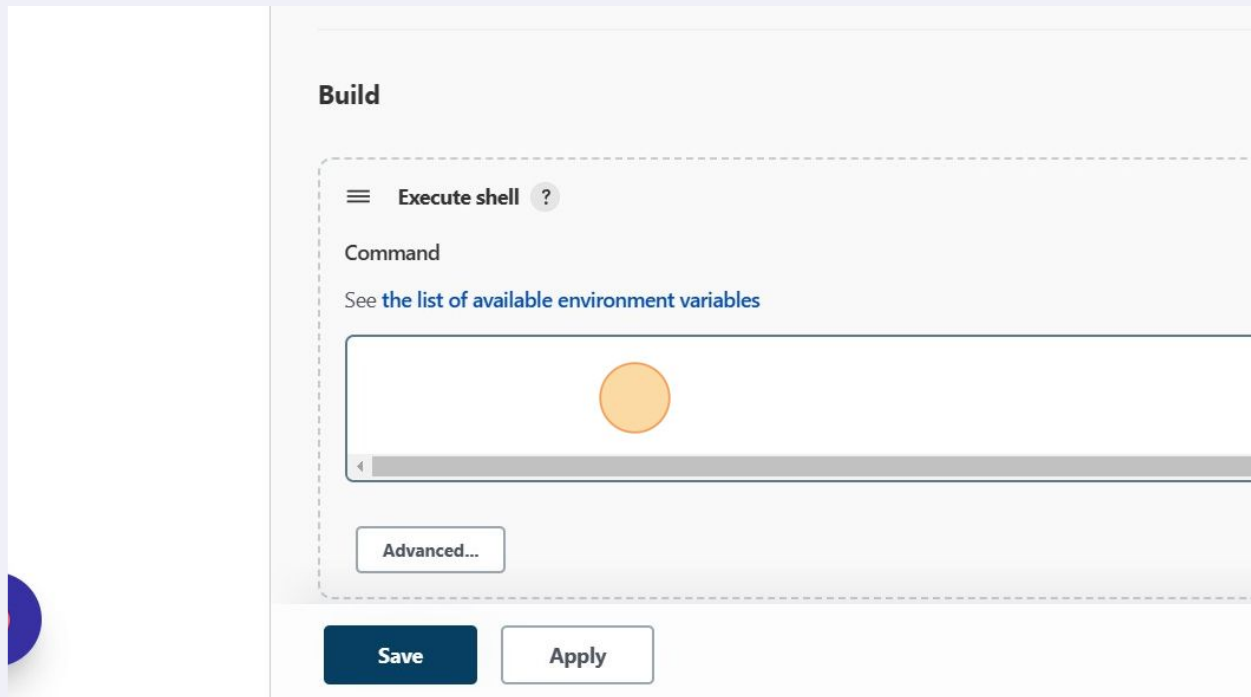 Build
Execute shell ?
Command
See the list of available environment variables
Advanced...
Save Apply